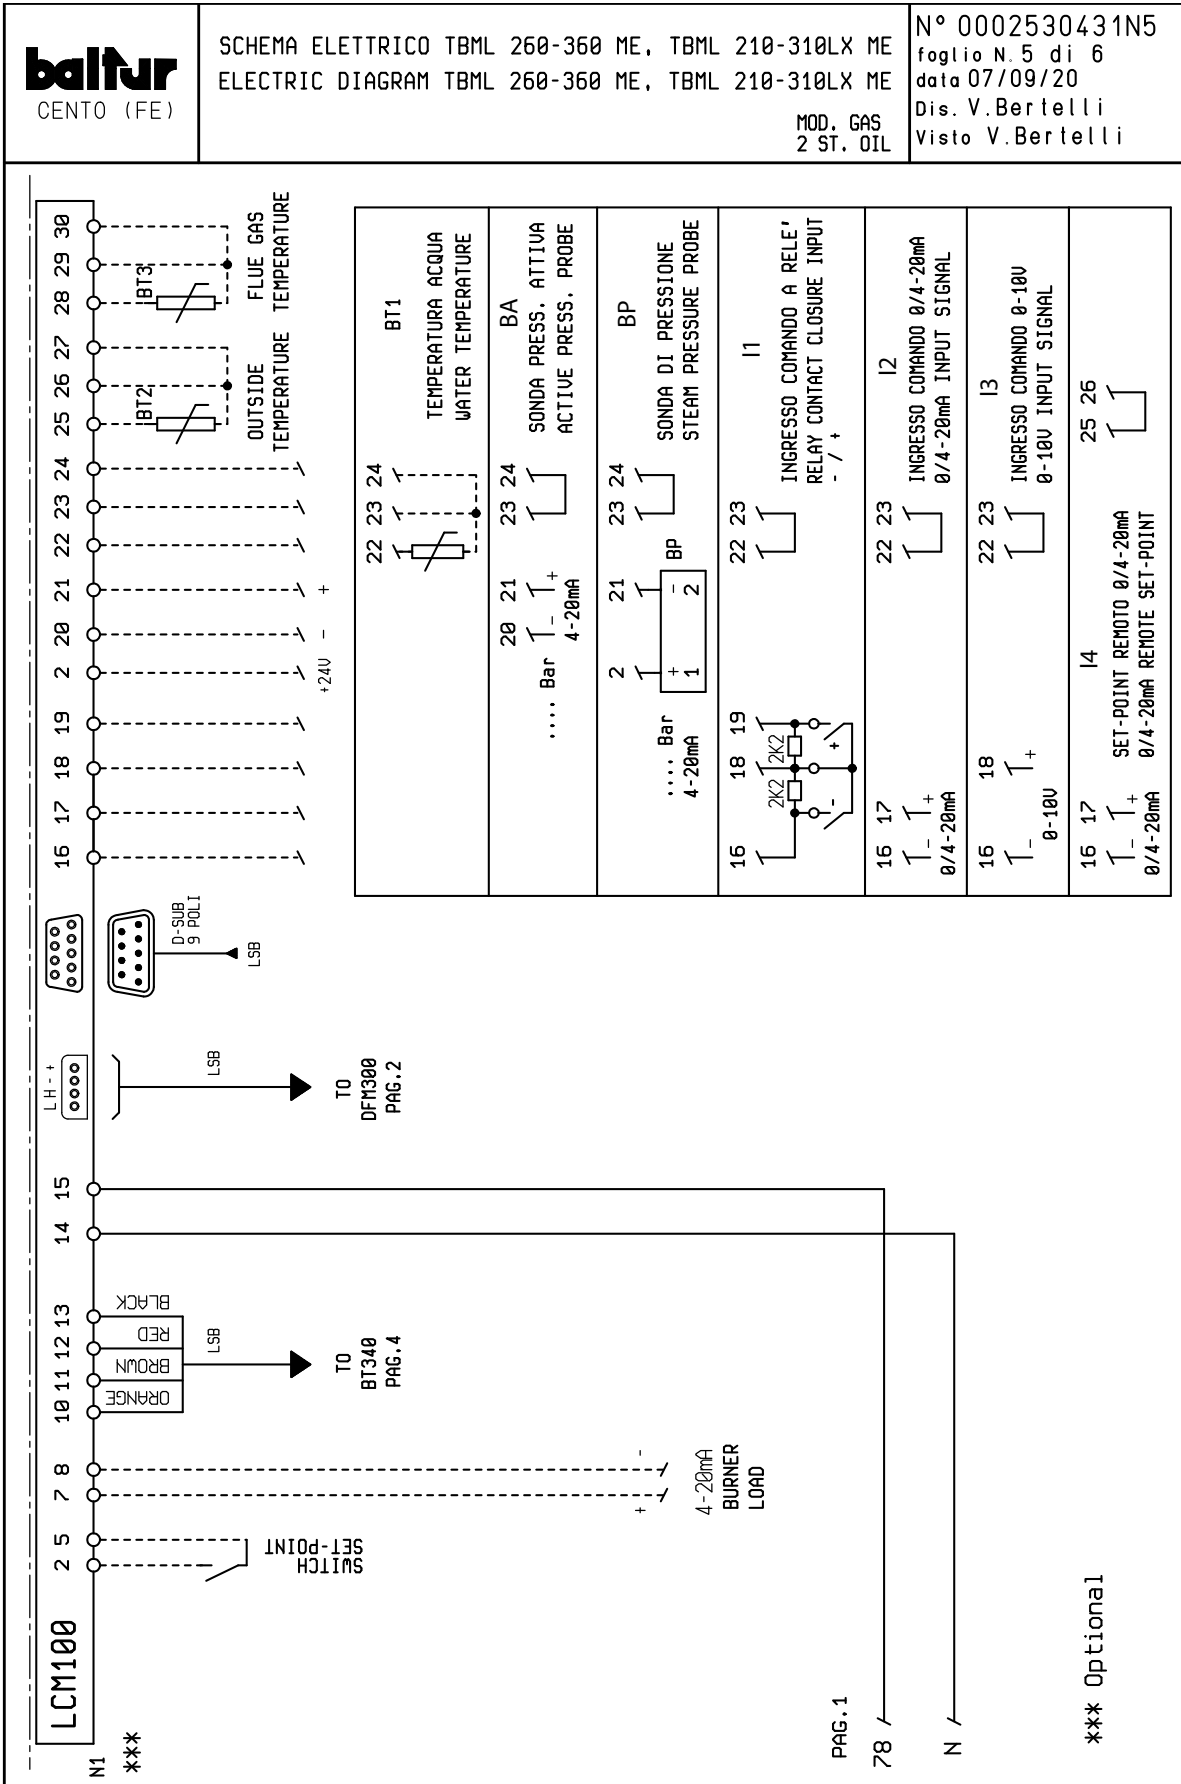 baltur
CENTO (FE)
SCHEMA ELETTRICO TBML 260-360 ME, TBML 210-310LX ME
ELECTRIC DIAGRAM TBML 260-360 ME, TBML 210-310LX ME
MOD. GAS
2 ST. OIL
N° 0002530431N5
foglio N. 5 di 6
data 07/09/20
Dis. V.Bertelli
Visto V.Bertelli
LCM100
N1
***
2 5 7 8 10 11 12 13 14 15
L H - +
16 17 18 19 2 20 21 22 23 24 25 26 27 28 29 30
SWITCH
SET-POINT
+ -
4-20mA
BURNER
LOAD
ORANGE
BROWN
RED
BLACK
LSB
TO
BT340
PAG.4
LSB
TO
DFM300
PAG.2
D-SUB
9 POLI
LSB
+24V - +
BT2
OUTSIDE
TEMPERATURE
BT3
FLUE GAS
TEMPERATURE
PAG.1
78
N
22 23 24
BT1
TEMPERATURA ACQUA
WATER TEMPERATURE
20 21 23 24
- +
4-20mA
.... Bar
BA
SONDA PRESS. ATTIVA
ACTIVE PRESS. PROBE
2 21 23 24
+ -
1 2
BP
.... Bar
4-20mA
BP
SONDA DI PRESSIONE
STEAM PRESSURE PROBE
16 18 19 22 23
2K2 2K2
- +
I1
INGRESSO COMANDO A RELE'
RELAY CONTACT CLOSURE INPUT
- / +
16 17 22 23
- +
0/4-20mA
I2
INGRESSO COMANDO 0/4-20mA
0/4-20mA INPUT SIGNAL
16 18 22 23
- +
0-10V
I3
INGRESSO COMANDO 0-10V
0-10V INPUT SIGNAL
16 17 25 26
- +
0/4-20mA
I4
SET-POINT REMOTO 0/4-20mA
0/4-20mA REMOTE SET-POINT
*** Optional